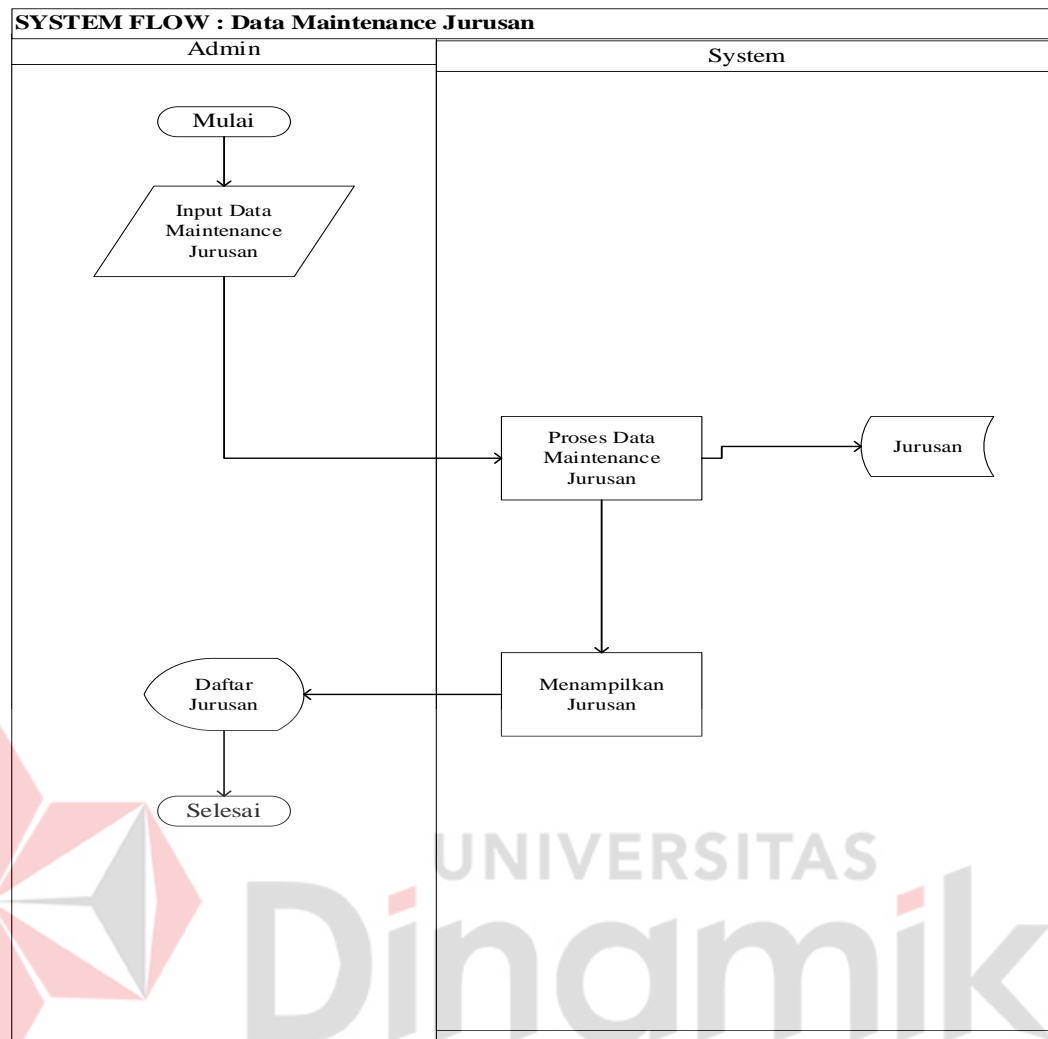 SYSTEM FLOW : Data Maintenance Jurusan
Admin
System
Mulai
Input Data
Maintenance
Jurusan
Proses Data
Maintenance
Jurusan
Jurusan
Menampilkan
Jurusan
Daftar
Jurusan
Selesai
UNIVERSITAS
Dinamik